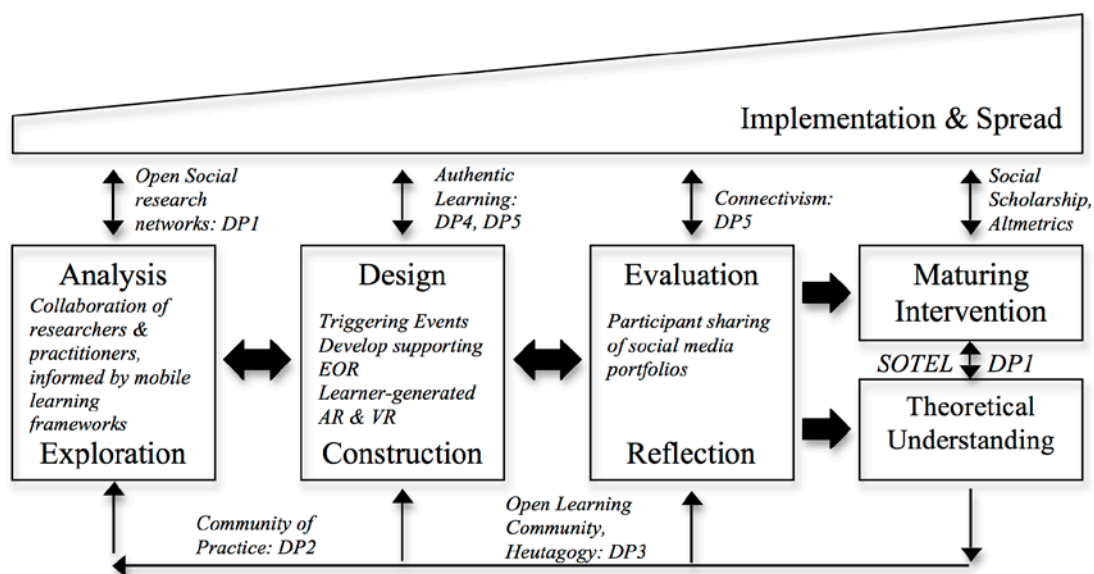 Implementation & Spread
Open Social
research
networks: DP1
Authentic
Learning:
DP4, DP5
Connectivism:
DP5
Social
Scholarship,
Altmetrics
Analysis
Collaboration of
researchers &
practitioners,
informed by mobile
learning
frameworks
Exploration
Design
Triggering Events
Develop supporting
EOR
Learner-generated
AR & VR
Construction
Evaluation
Participant sharing
of social media
portfolios
Reflection
Maturing
Intervention
SOTEL DP1
Theoretical
Understanding
Community of
Practice: DP2
Open Learning
Community,
Heutagogy: DP3